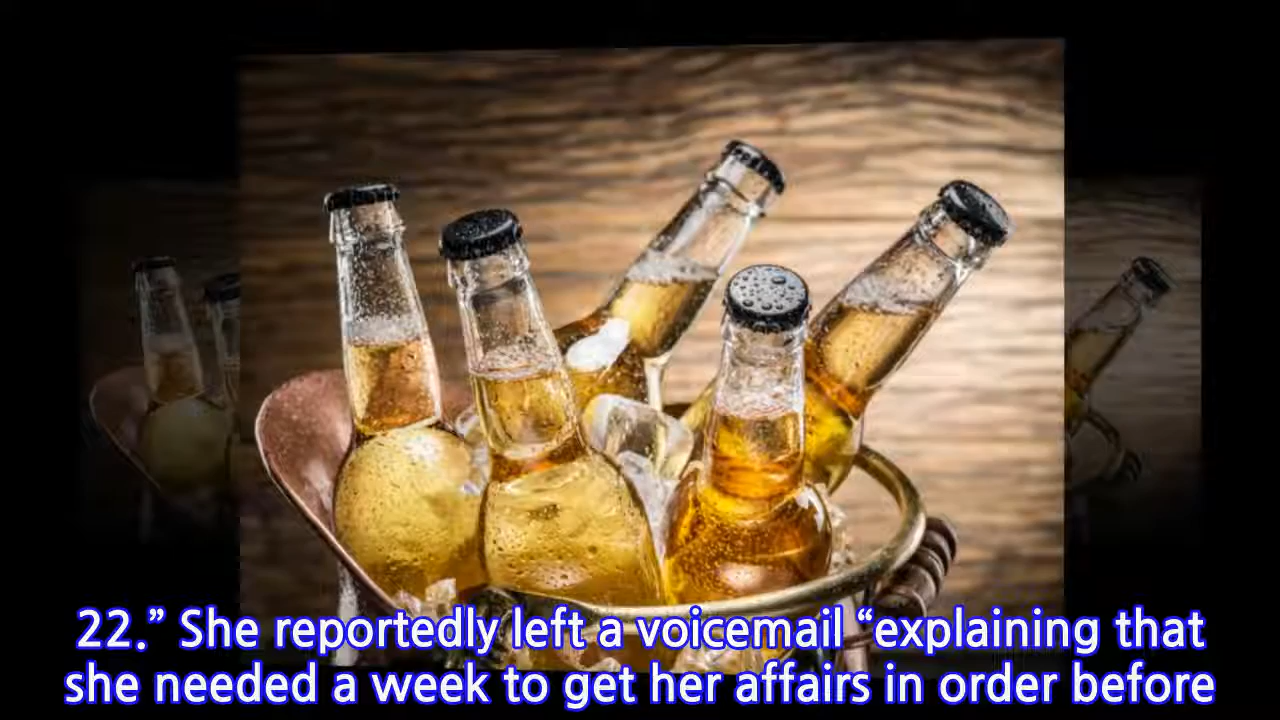 22.” She reportedly left a voicemail “explaining that
she needed a week to get her affairs in order before